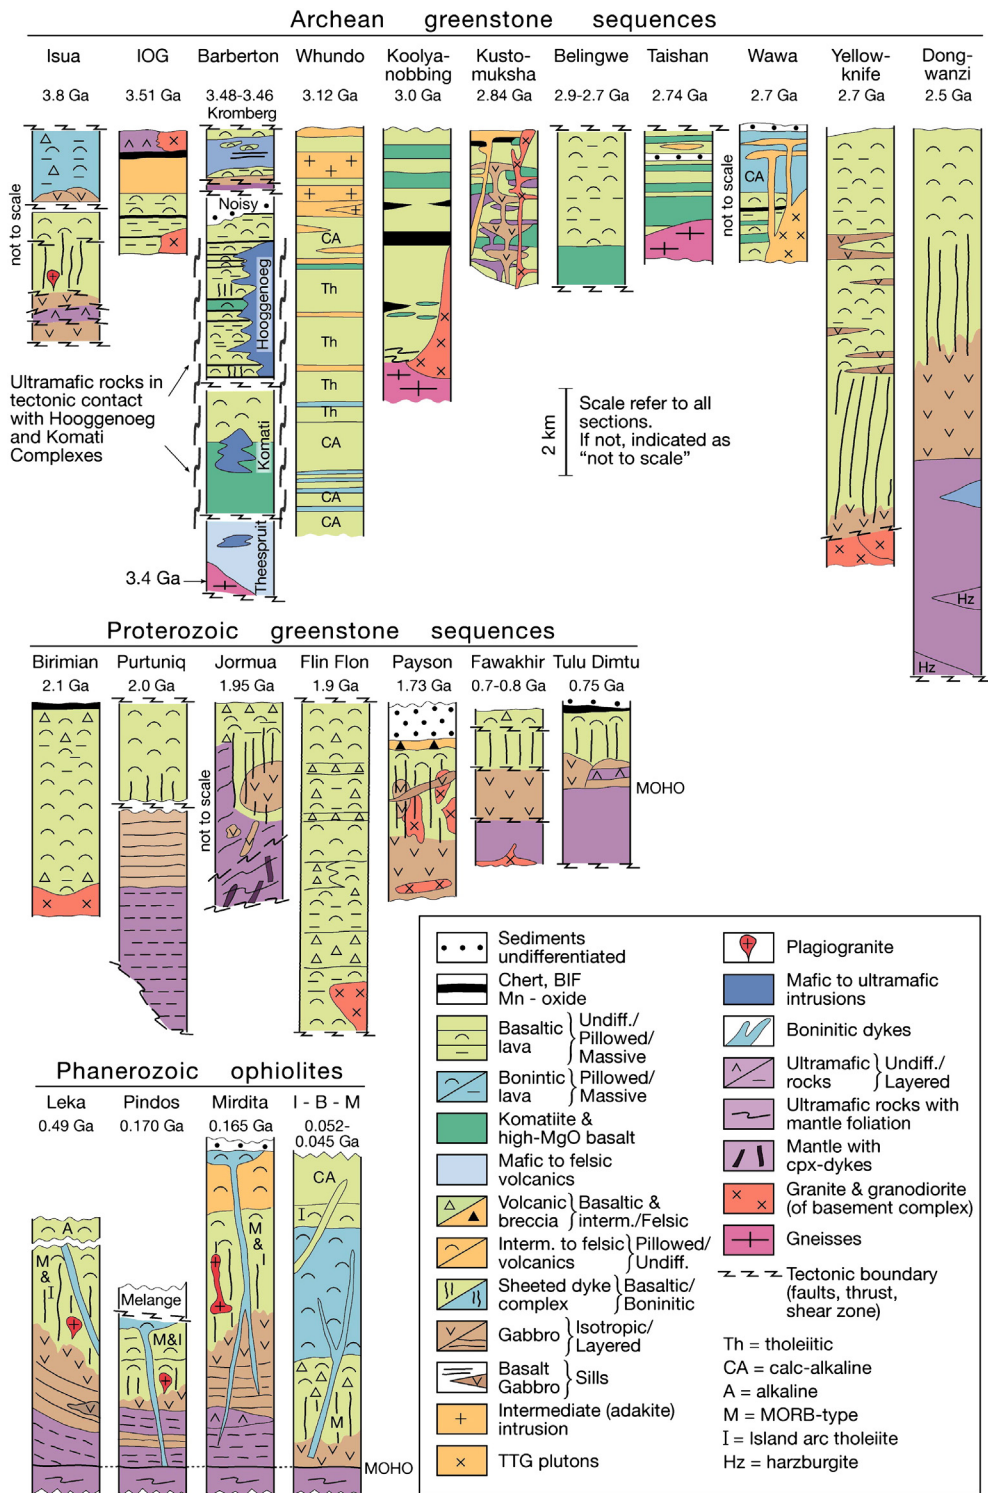 Archean greenstone sequences
Isua
3.8 Ga
IOG
3.51 Ga
Barberton
3.48-3.46
Kromberg
Whundo
3.12 Ga
Koolya-
nobbing
3.0 Ga
Kusto-
muksha
2.84 Ga
Belingwe
2.9-2.7 Ga
Taishan
2.74 Ga
Wawa
2.7 Ga
Yellow-
knife
2.7 Ga
Dong-
wanzi
2.5 Ga
not to scale
Noisy
Hooggenoeg
Komati
Theespruit
3.4 Ga
Ultramafic rocks in
tectonic contact
with Hooggenoeg
and Komati
Complexes
CA
Th
Th
Th
Th
CA
CA
CA
not to scale
CA
2 km
Scale refer to all
sections.
If not, indicated as
“not to scale”
Hz
Hz
Proterozoic greenstone sequences
Birimian
2.1 Ga
Purtuniq
2.0 Ga
Jormua
1.95 Ga
Flin Flon
1.9 Ga
Payson
1.73 Ga
Fawakhir
0.7-0.8 Ga
Tulu Dimtu
0.75 Ga
not to scale
M
MOHO
Phanerozoic ophiolites
Leka
0.49 Ga
Pindos
0.170 Ga
Mirdita
0.165 Ga
I - B - M
0.052-
0.045 Ga
A
M
&
I
Melange
M&I
M
&
I
CA
I
M
MOHO
Sediments
undifferentiated
Chert, BIF
Mn - oxide
Basaltic
lava
Undiff./
Pillowed/
Massive
Bonintic
lava
Pillowed/
Massive
Komatiite &
high-MgO basalt
Mafic to felsic
volcanics
Volcanic
breccia
Basaltic &
interm./Felsic
Interm. to felsic
volcanics
Pillowed/
Undiff.
Sheeted dyke
complex
Basaltic/
Boninitic
Gabbro
Isotropic/
Layered
Basalt
Gabbro
Sills
Intermediate (adakite)
intrusion
TTG plutons
Plagiogranite
Mafic to ultramafic
intrusions
Boninitic dykes
Ultramafic
rocks
Undiff./
Layered
Ultramafic rocks with
mantle foliation
Mantle with
cpx-dykes
Granite & granodiorite
(of basement complex)
Gneisses
Tectonic boundary
(faults, thrust,
shear zone)
Th = tholeiitic
CA = calc-alkaline
A = alkaline
M = MORB-type
I = Island arc tholeiite
Hz = harzburgite